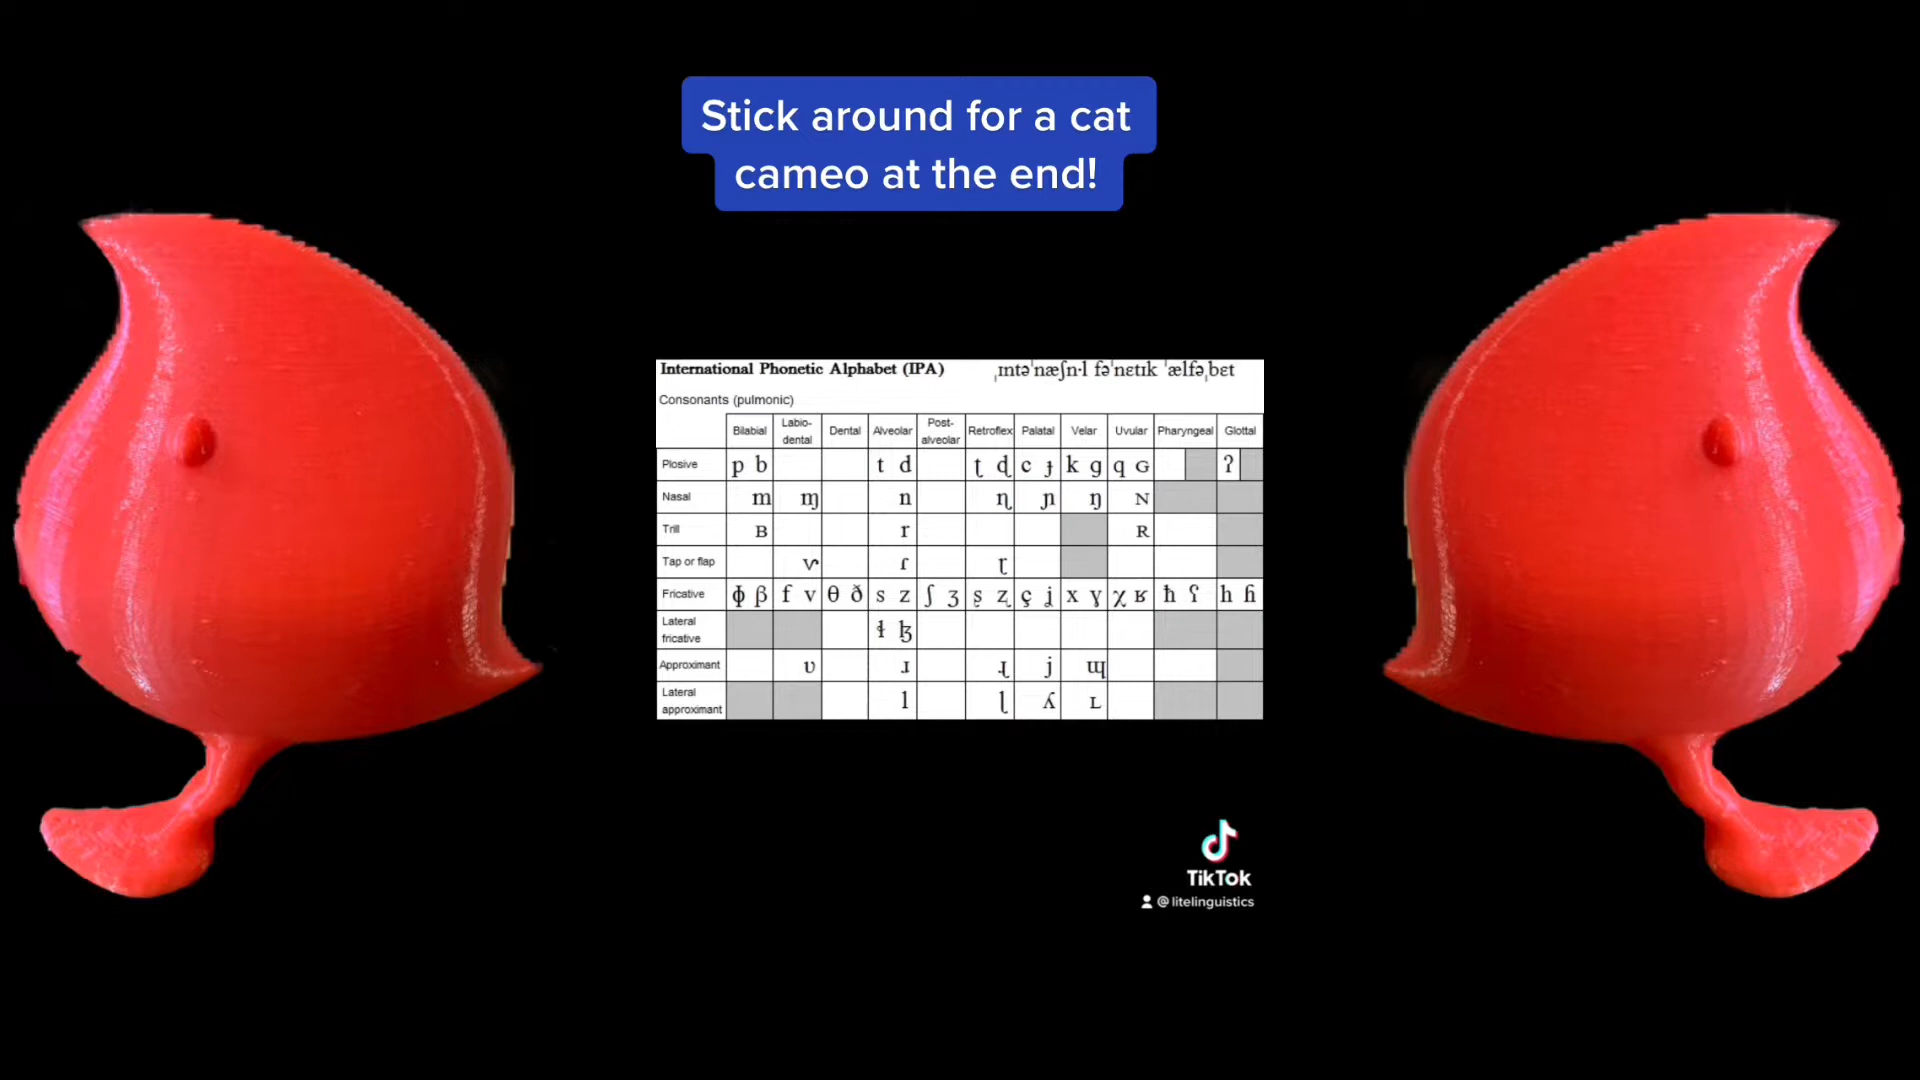 Stick around for a cat
cameo at the end!
International Phonetic Alphabet (IPA) ˌɪntəˈnæʃn·l fəˈnɛtɪk ˈælfəˌbɛt
Consonants (pulmonic)
Bilabial Labio-dental Dental Alveolar Post-alveolar Retroflex Palatal Velar Uvular Pharyngeal Glottal
Plosive p b t d ʈ ɖ c ɟ k g q ɢ ʔ
Nasal m ɱ n ɳ ɲ ŋ ɴ
Trill ʙ r ʀ
Tap or flap ⱱ ɾ ɽ
Fricative ɸ β f v θ ð s z ʃ ʒ ʂ ʐ ç ʝ x ɣ χ ʁ ħ ʕ h ɦ
Lateral fricative ɬ ɮ
Approximant ʋ ɹ ɻ j ɰ
Lateral approximant l ɭ ʎ ʟ
TikTok
@litelinguistics